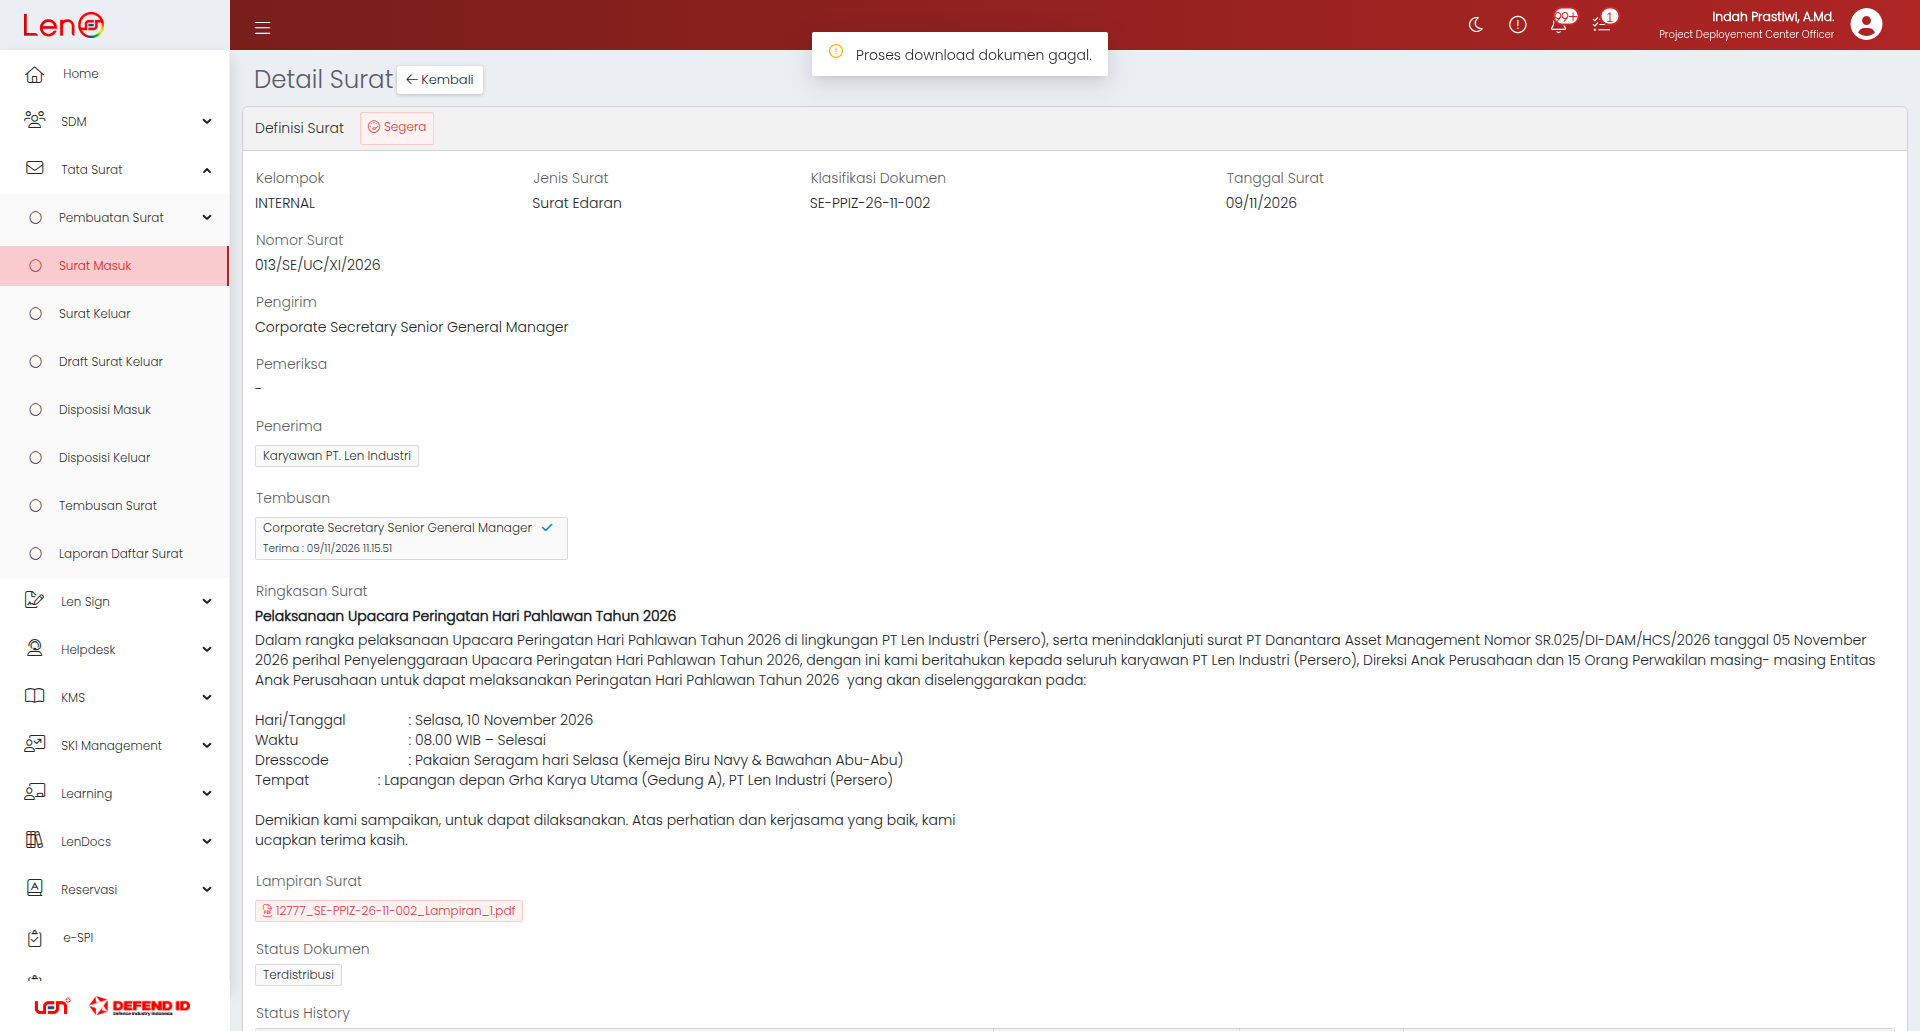 Len
Home
SDM
Tata Surat
Pembuatan Surat
Surat Masuk
Surat Keluar
Draft Surat Keluar
Disposisi Masuk
Disposisi Keluar
Tembusan Surat
Laporan Daftar Surat
Len Sign
Helpdesk
KMS
SKI Management
Learning
LenDocs
Reservasi
e-SPI
Len
DEFEND ID
Defence Industry Indonesia
99+
1
Indah Prastiwi, A.Md.
Project Deployement Center Officer
Proses download dokumen gagal.
Detail Surat
Kembali
Definisi Surat
Segera
Kelompok
INTERNAL
Jenis Surat
Surat Edaran
Klasifikasi Dokumen
SE-PPIZ-26-11-002
Tanggal Surat
09/11/2026
Nomor Surat
013/SE/UC/XI/2026
Pengirim
Corporate Secretary Senior General Manager
Pemeriksa
-
Penerima
Karyawan PT. Len Industri
Tembusan
Corporate Secretary Senior General Manager
Terima : 09/11/2026 11.15.51
Ringkasan Surat
Pelaksanaan Upacara Peringatan Hari Pahlawan Tahun 2026
Dalam rangka pelaksanaan Upacara Peringatan Hari Pahlawan Tahun 2026 di lingkungan PT Len Industri (Persero), serta menindaklanjuti surat PT Danantara Asset Management Nomor SR.025/DI-DAM/HCS/2026 tanggal 05 November
2026 perihal Penyelenggaraan Upacara Peringatan Hari Pahlawan Tahun 2026, dengan ini kami beritahukan kepada seluruh karyawan PT Len Industri (Persero), Direksi Anak Perusahaan dan 15 Orang Perwakilan masing- masing Entitas
Anak Perusahaan untuk dapat melaksanakan Peringatan Hari Pahlawan Tahun 2026  yang akan diselenggarakan pada:
Hari/Tanggal : Selasa, 10 November 2026
Waktu : 08.00 WIB – Selesai
Dresscode : Pakaian Seragam hari Selasa (Kemeja Biru Navy & Bawahan Abu-Abu)
Tempat : Lapangan depan Grha Karya Utama (Gedung A), PT Len Industri (Persero)
Demikian kami sampaikan, untuk dapat dilaksanakan. Atas perhatian dan kerjasama yang baik, kami
ucapkan terima kasih.
Lampiran Surat
12777_SE-PPIZ-26-11-002_Lampiran_1.pdf
Status Dokumen
Terdistribusi
Status History